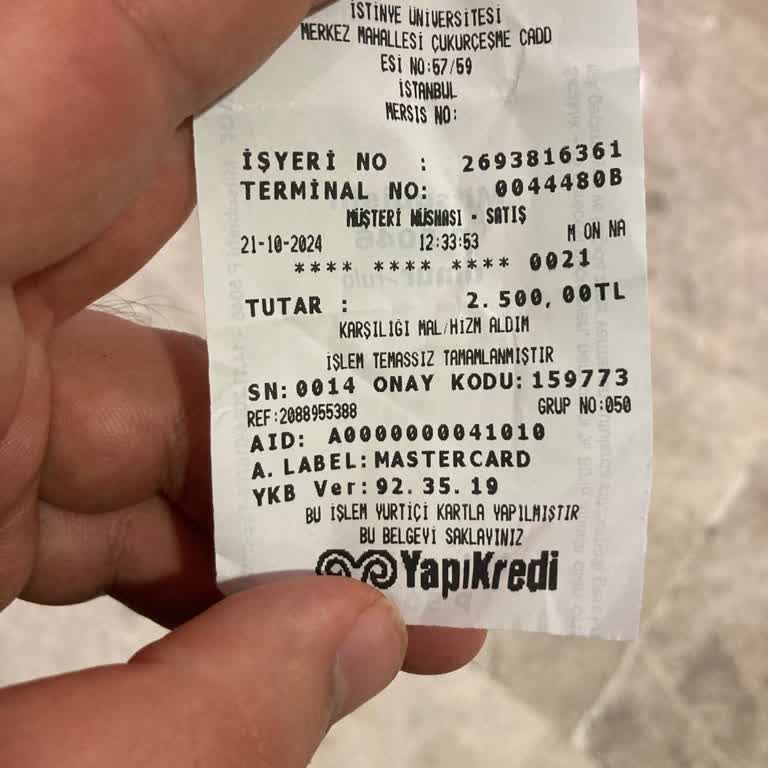 İSTİNYE ÜNİVERSİTESİ
MERKEZ MAHALLESİ ÇUKURÇEŞME CADD
ESİ NO:57/59
İSTANBUL
MERSIS NO:
İŞYERİ NO : 2693816361
TERMINAL NO: 0044480B
MÜŞTERİ NÜSHASI - SATIŞ
21-10-2024 12:33:53 M ON NA
**** **** **** 0021
TUTAR : 2.500,00TL
KARŞILIĞI MAL/HİZM ALDIM
İŞLEM TEMASSIZ TAMAMLANMIŞTIR
SN:0014 ONAY KODU:159773
REF:2088955388 GRUP NO:050
AID: A0000000041010
A. LABEL:MASTERCARD
YKB Ver:92.35.19
BU İŞLEM YURTİÇİ KARTLA YAPILMIŞTIR
BU BELGEYİ SAKLAYINIZ
YapıKredi